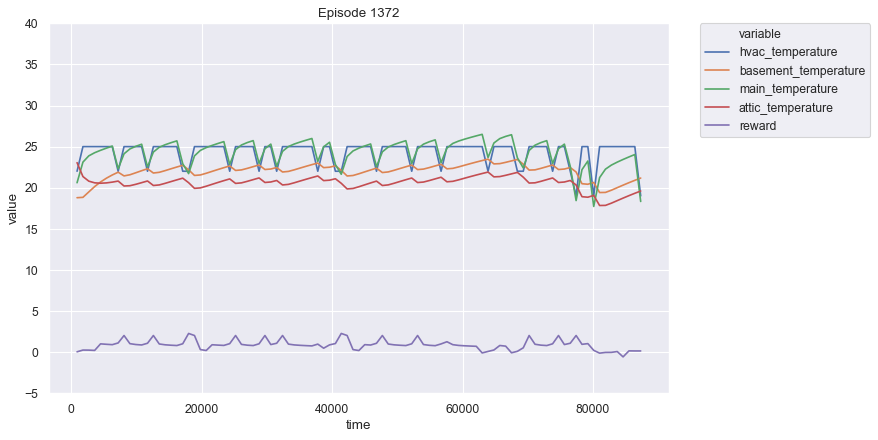 Episode 1372
40
35
30
25
20
15
10
5
0
−5
value
0
20000
40000
60000
80000
time
variable
hvac_temperature
basement_temperature
main_temperature
attic_temperature
reward